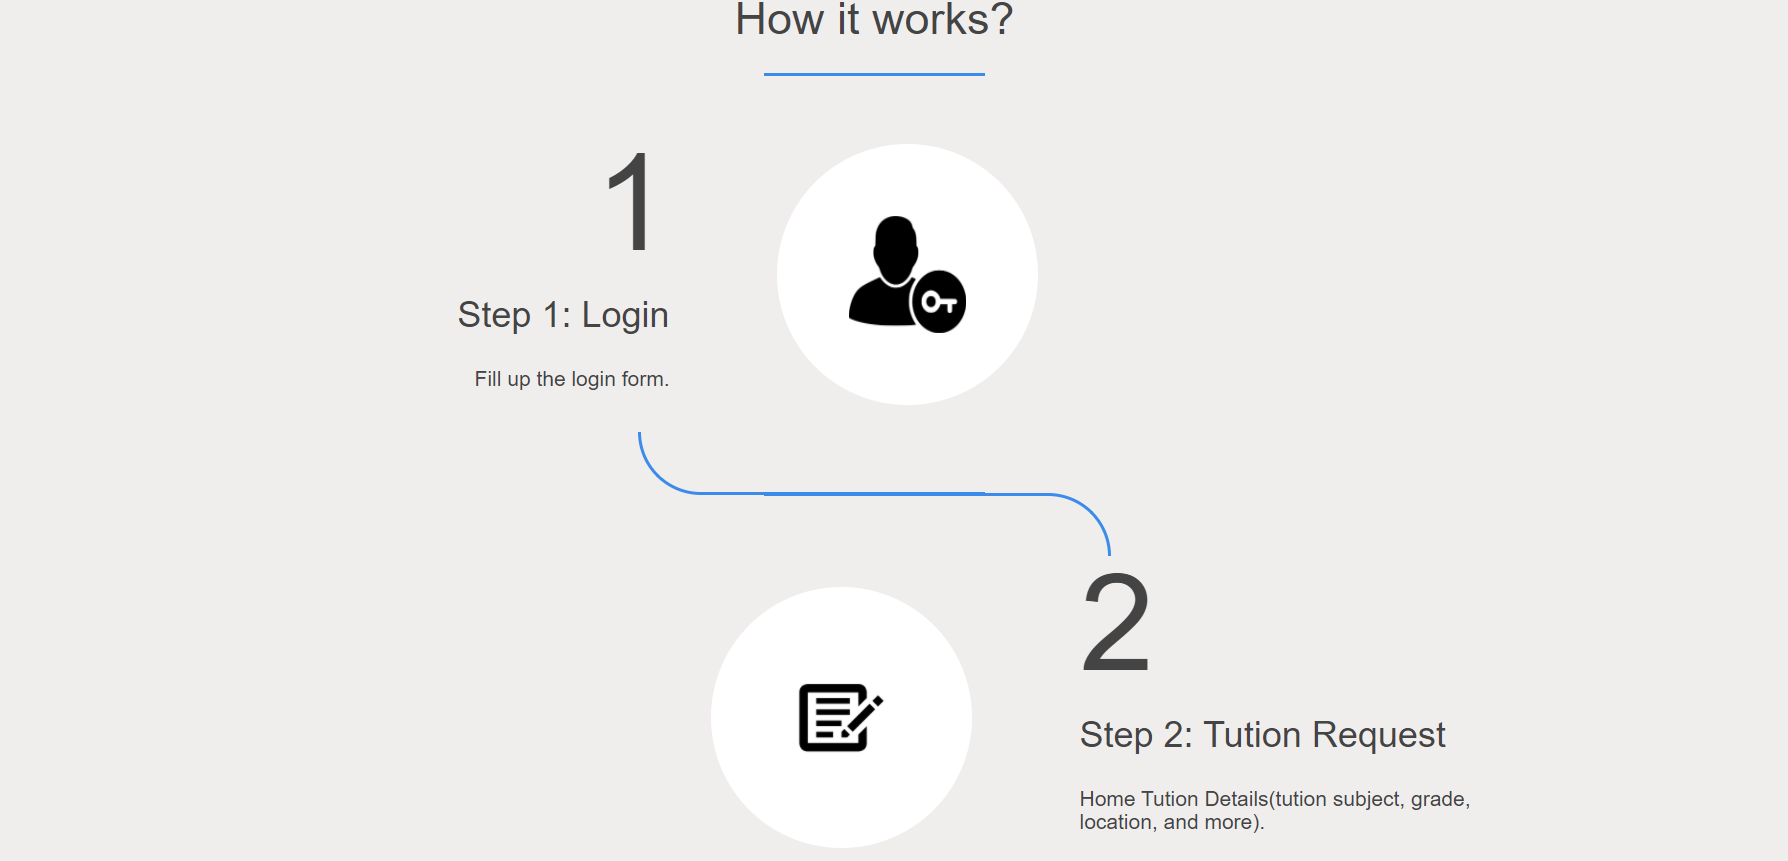 How it works?
1
Step 1: Login
Fill up the login form.
2
Step 2: Tution Request
Home Tution Details(tution subject, grade,
location, and more).